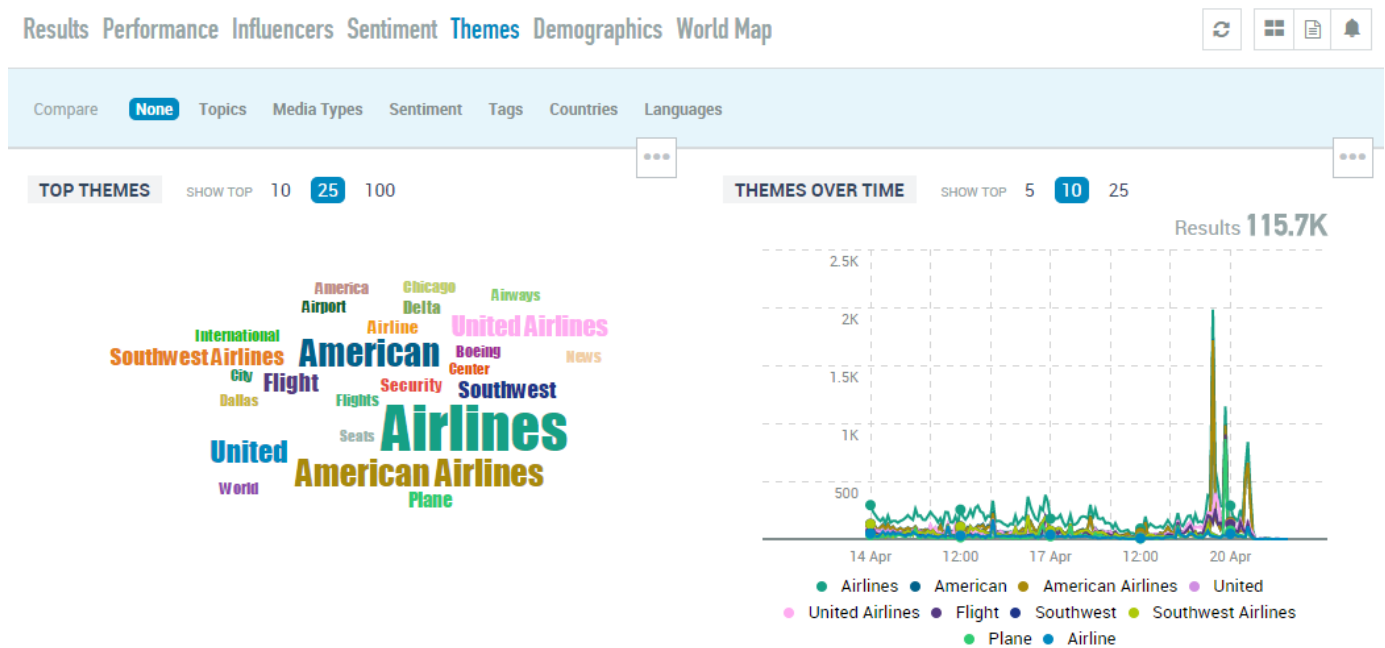 Results Performance Influencers Sentiment Themes Demographics World Map
Compare None Topics Media Types Sentiment Tags Countries Languages
TOP THEMES SHOW TOP 10 25 100
America Chicago Airways
Airport Delta
Airline United Airlines
International
Southwest Airlines American Boeing News
Center
City Flight Security Southwest
Dallas Flights
Seats Airlines
United
American Airlines
World Plane
THEMES OVER TIME SHOW TOP 5 10 25
Results 115.7K
2.5K
2K
1.5K
1K
500
14 Apr 12:00 17 Apr 12:00 20 Apr
Airlines American American Airlines United
United Airlines Flight Southwest Southwest Airlines
Plane Airline